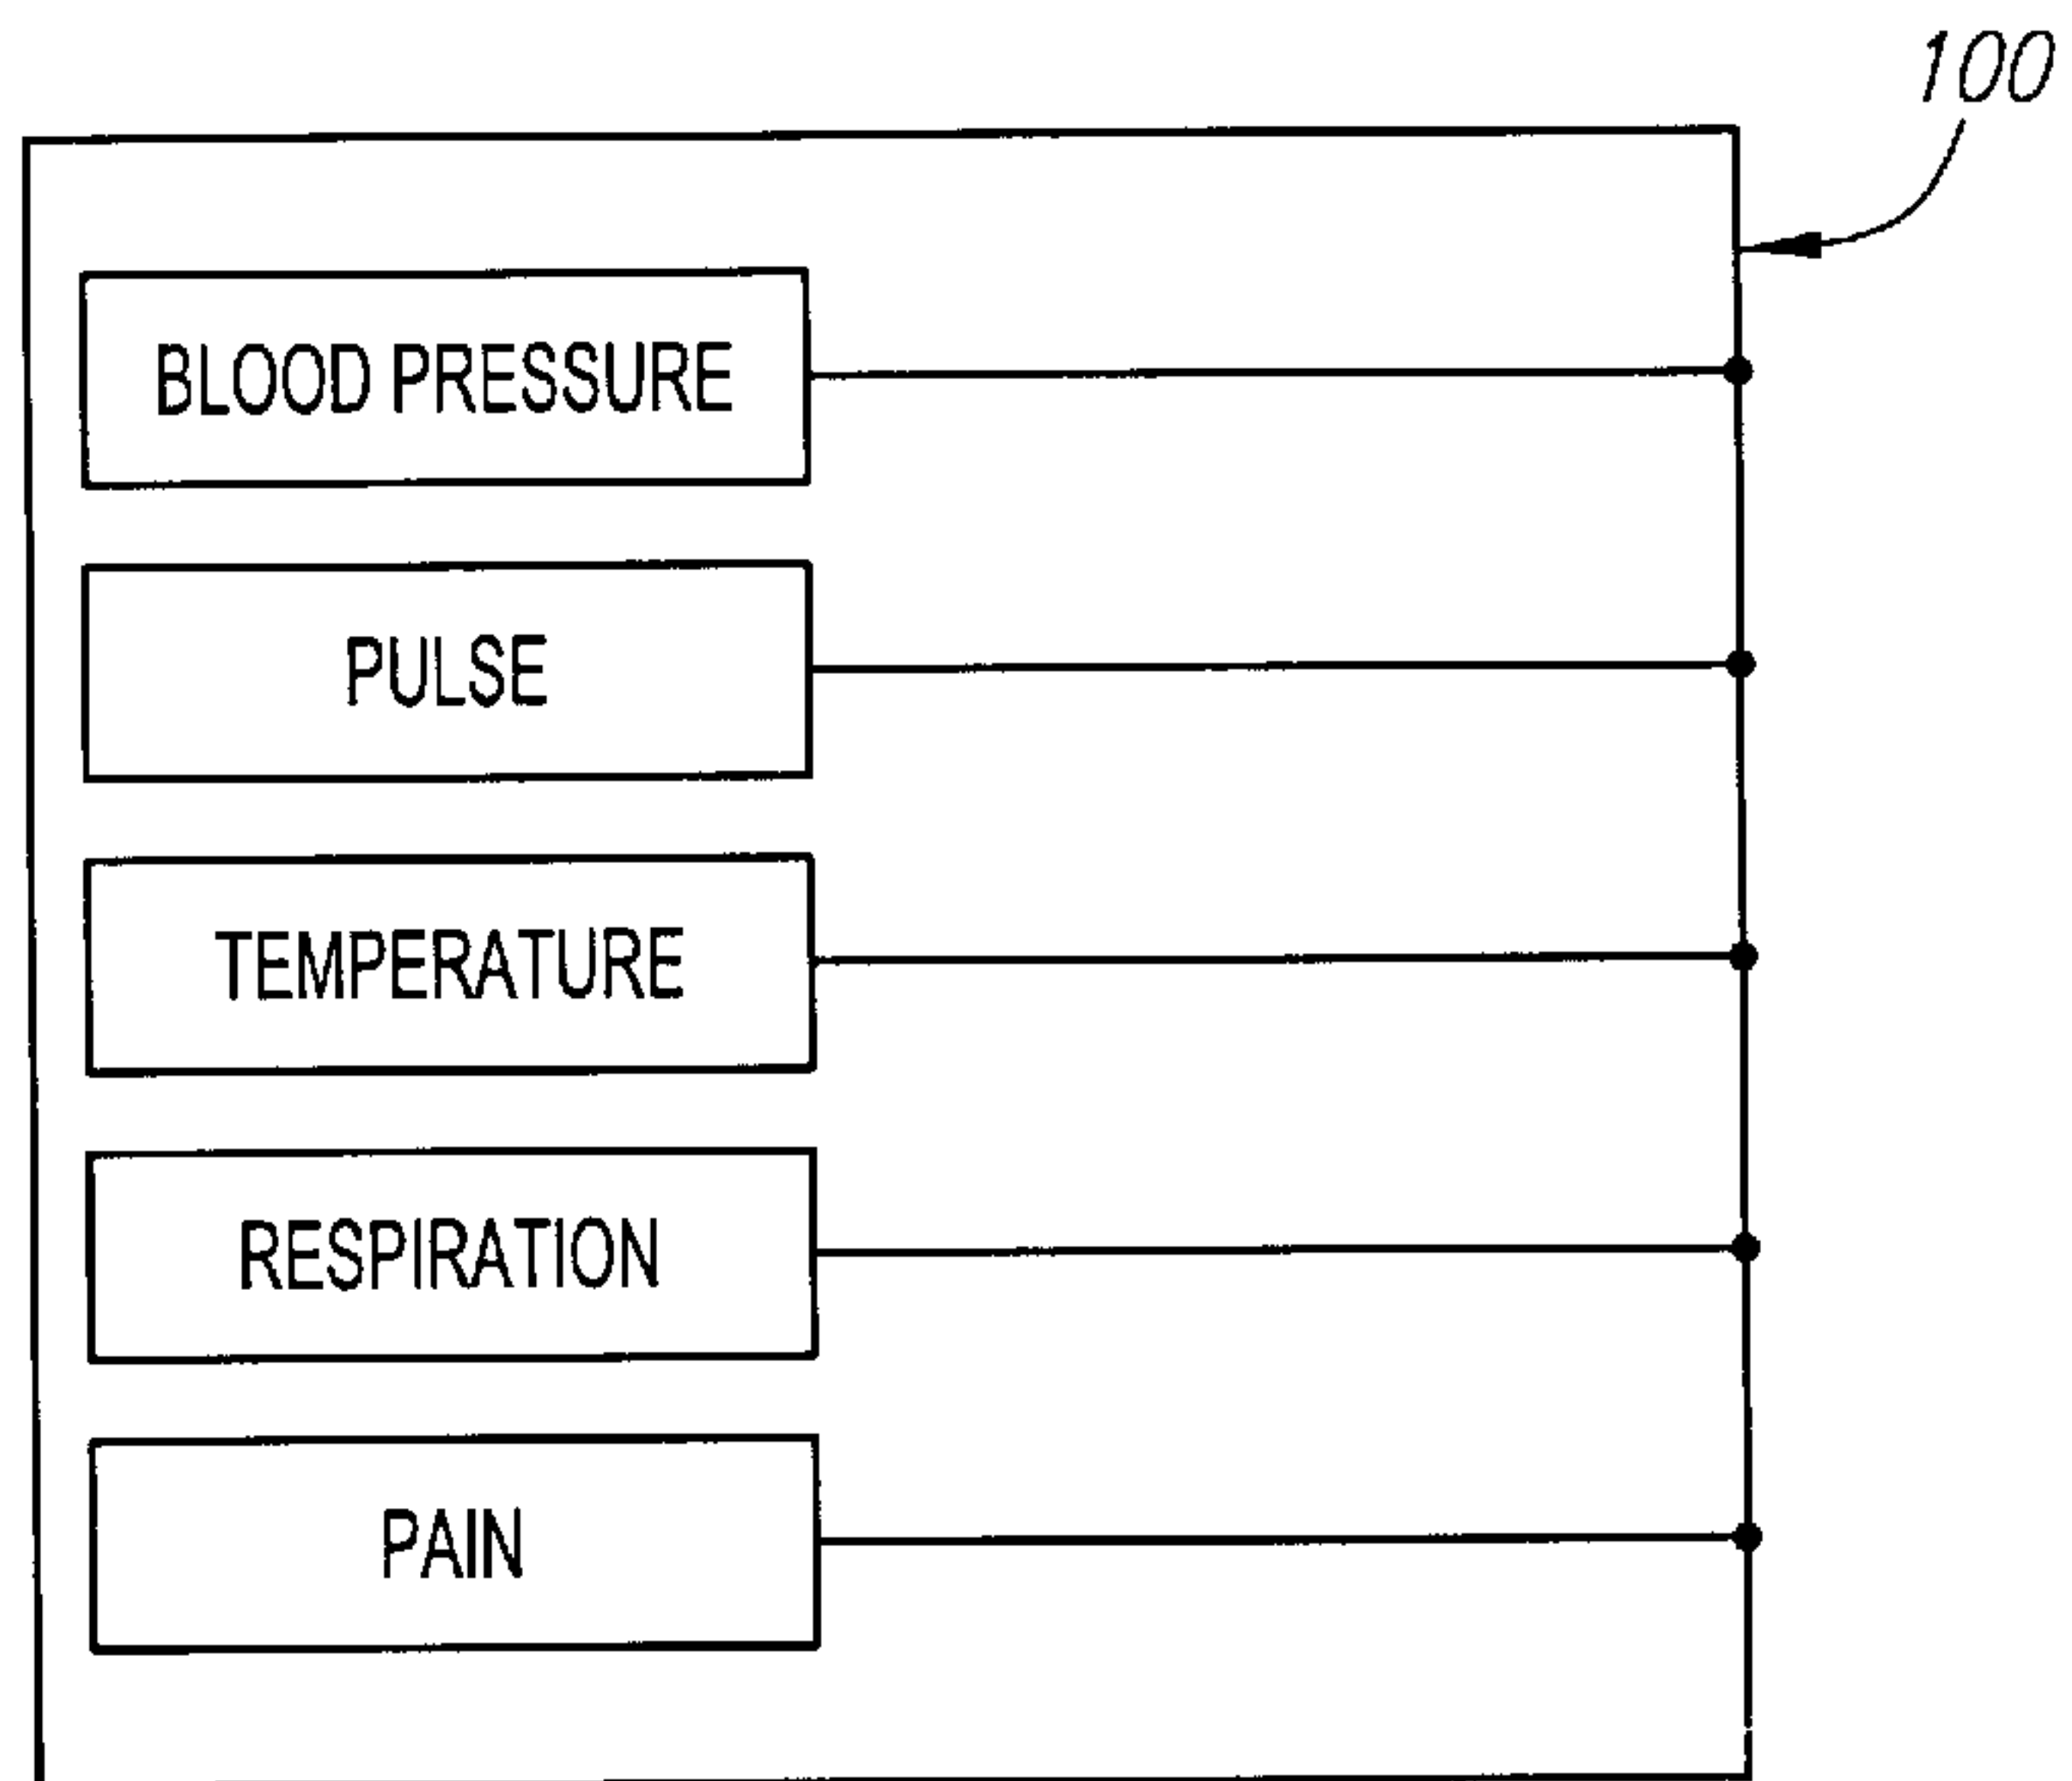 100
BLOOD PRESSURE
PULSE
TEMPERATURE
RESPIRATION
PAIN